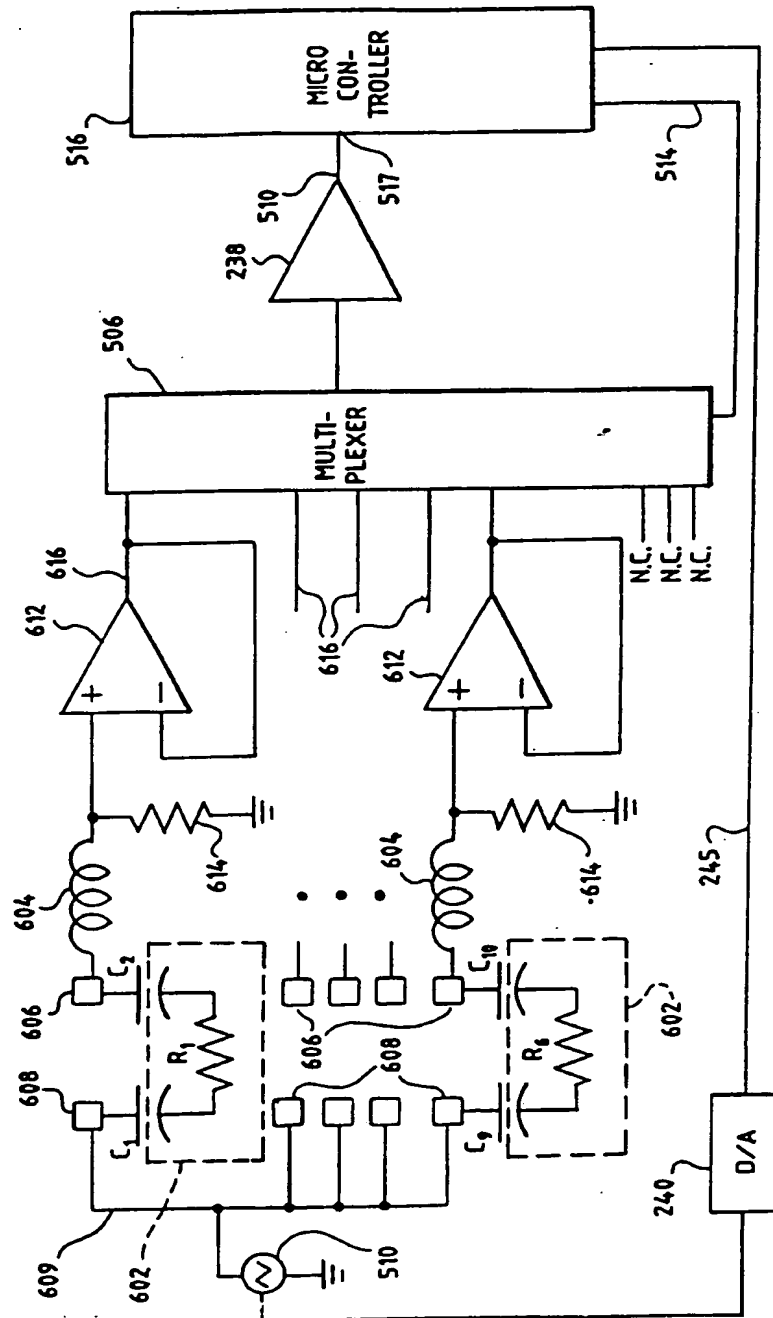 516
MICRO
CON-
TROLLER
510
517
514
238
506
MULTI-
PLEXER
616
612
616
612
N.C.
N.C.
N.C.
+
−
+
−
604
614
604
.614
245
606
C2
R1
608
C1
606
608
C10
R6
C9
602
609
602
510
240
D/A